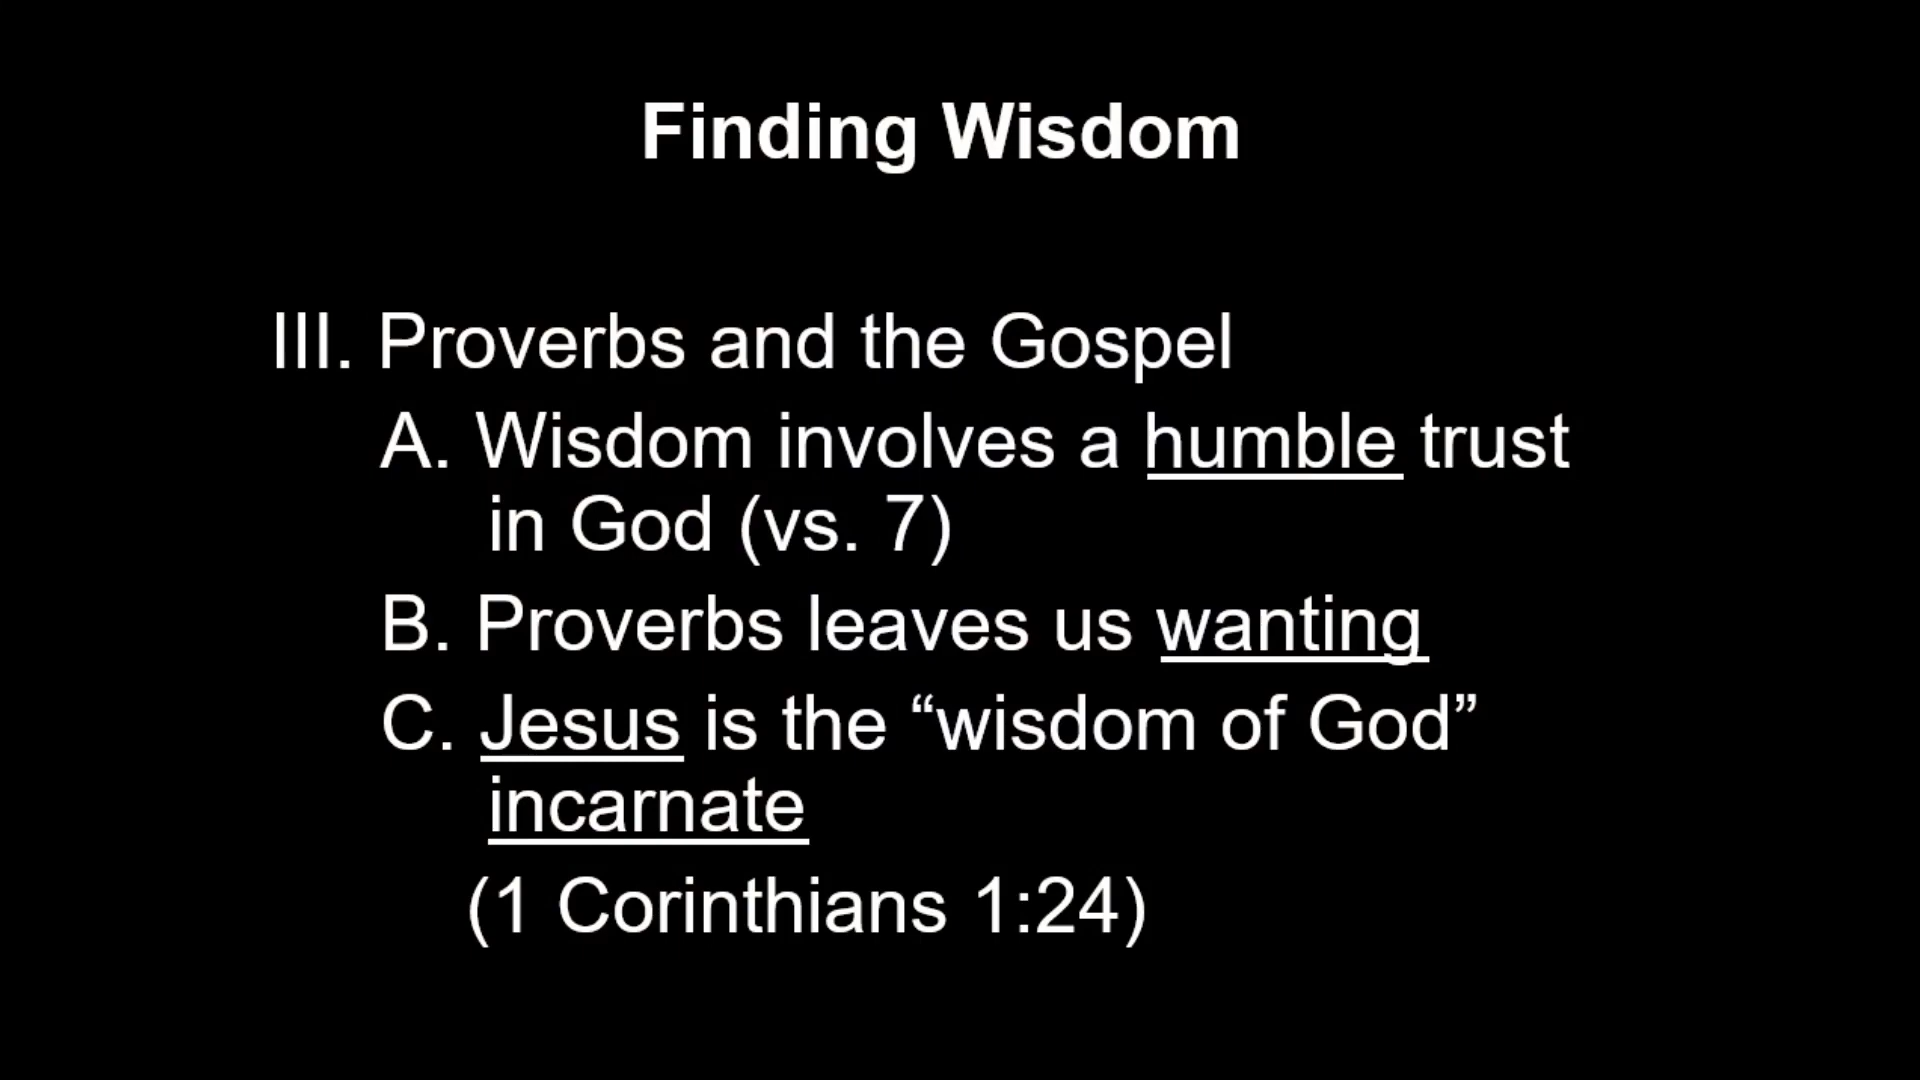 Finding Wisdom
III. Proverbs and the Gospel
A. Wisdom involves a humble trust
in God (vs. 7)
B. Proverbs leaves us wanting
C. Jesus is the “wisdom of God”
incarnate
(1 Corinthians 1:24)